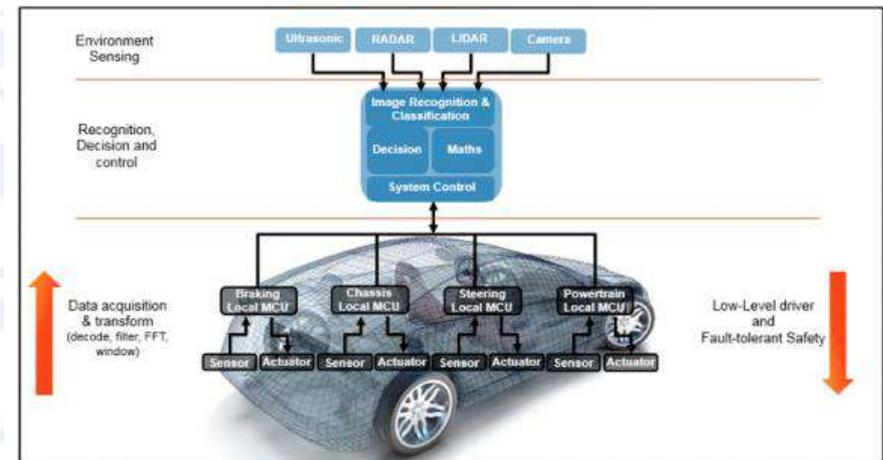 Environment
Sensing
Ultrasonic
RADAR
LIDAR
Camera
Image Recognition &
Classification
Recognition,
Decision and
control
Decision
Maths
System Control
Braking
Local MCU
Chassis
Local MCU
Steering
Local MCU
Powertrain
Local MCU
Data acquisition
& transform
(decode, filter, FFT,
window)
Low-Level driver
and
Fault-tolerant Safety
Sensor
Actuator
Sensor
Actuator
Sensor
Actuator
Sensor
Actuator